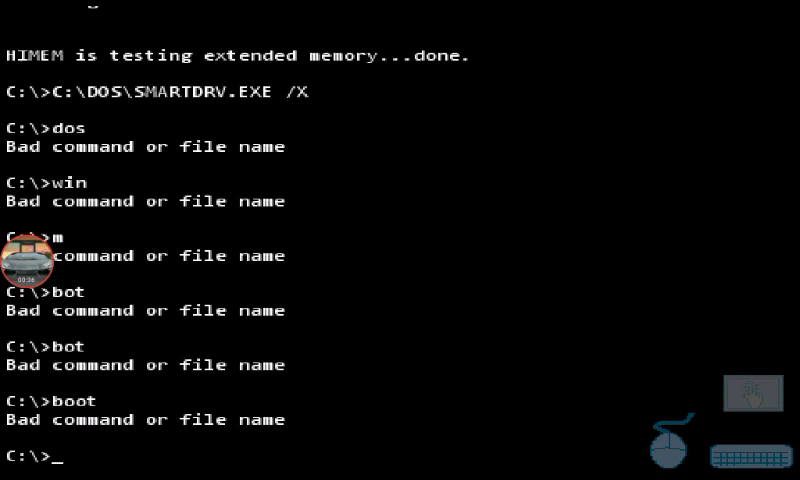 HIMEM is testing extended memory...done.
C:\>C:\DOS\SMARTDRV.EXE /X
C:\>dos
Bad command or file name
C:\>win
Bad command or file name
C:\>m
command or file name
00:36
C:\>bot
Bad command or file name
C:\>bot
Bad command or file name
C:\>boot
Bad command or file name
C:\>_